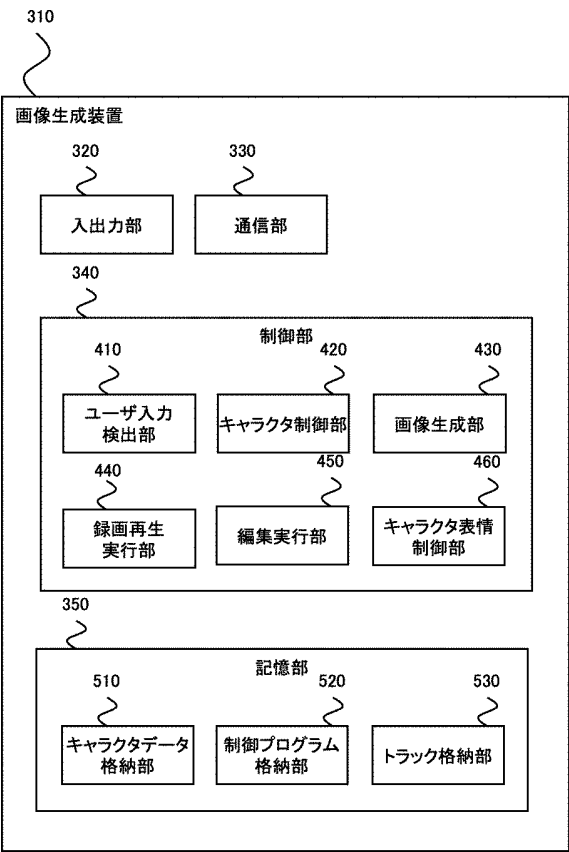 310
画像生成装置
320
330
入出力部
通信部
340
制御部
410
420
430
ユーザ入力
検出部
キャラクタ制御部
画像生成部
440
450
460
録画再生
実行部
編集実行部
キャラクタ表情
制御部
350
記憶部
510
520
530
キャラクタデータ
格納部
制御プログラム
格納部
トラック格納部